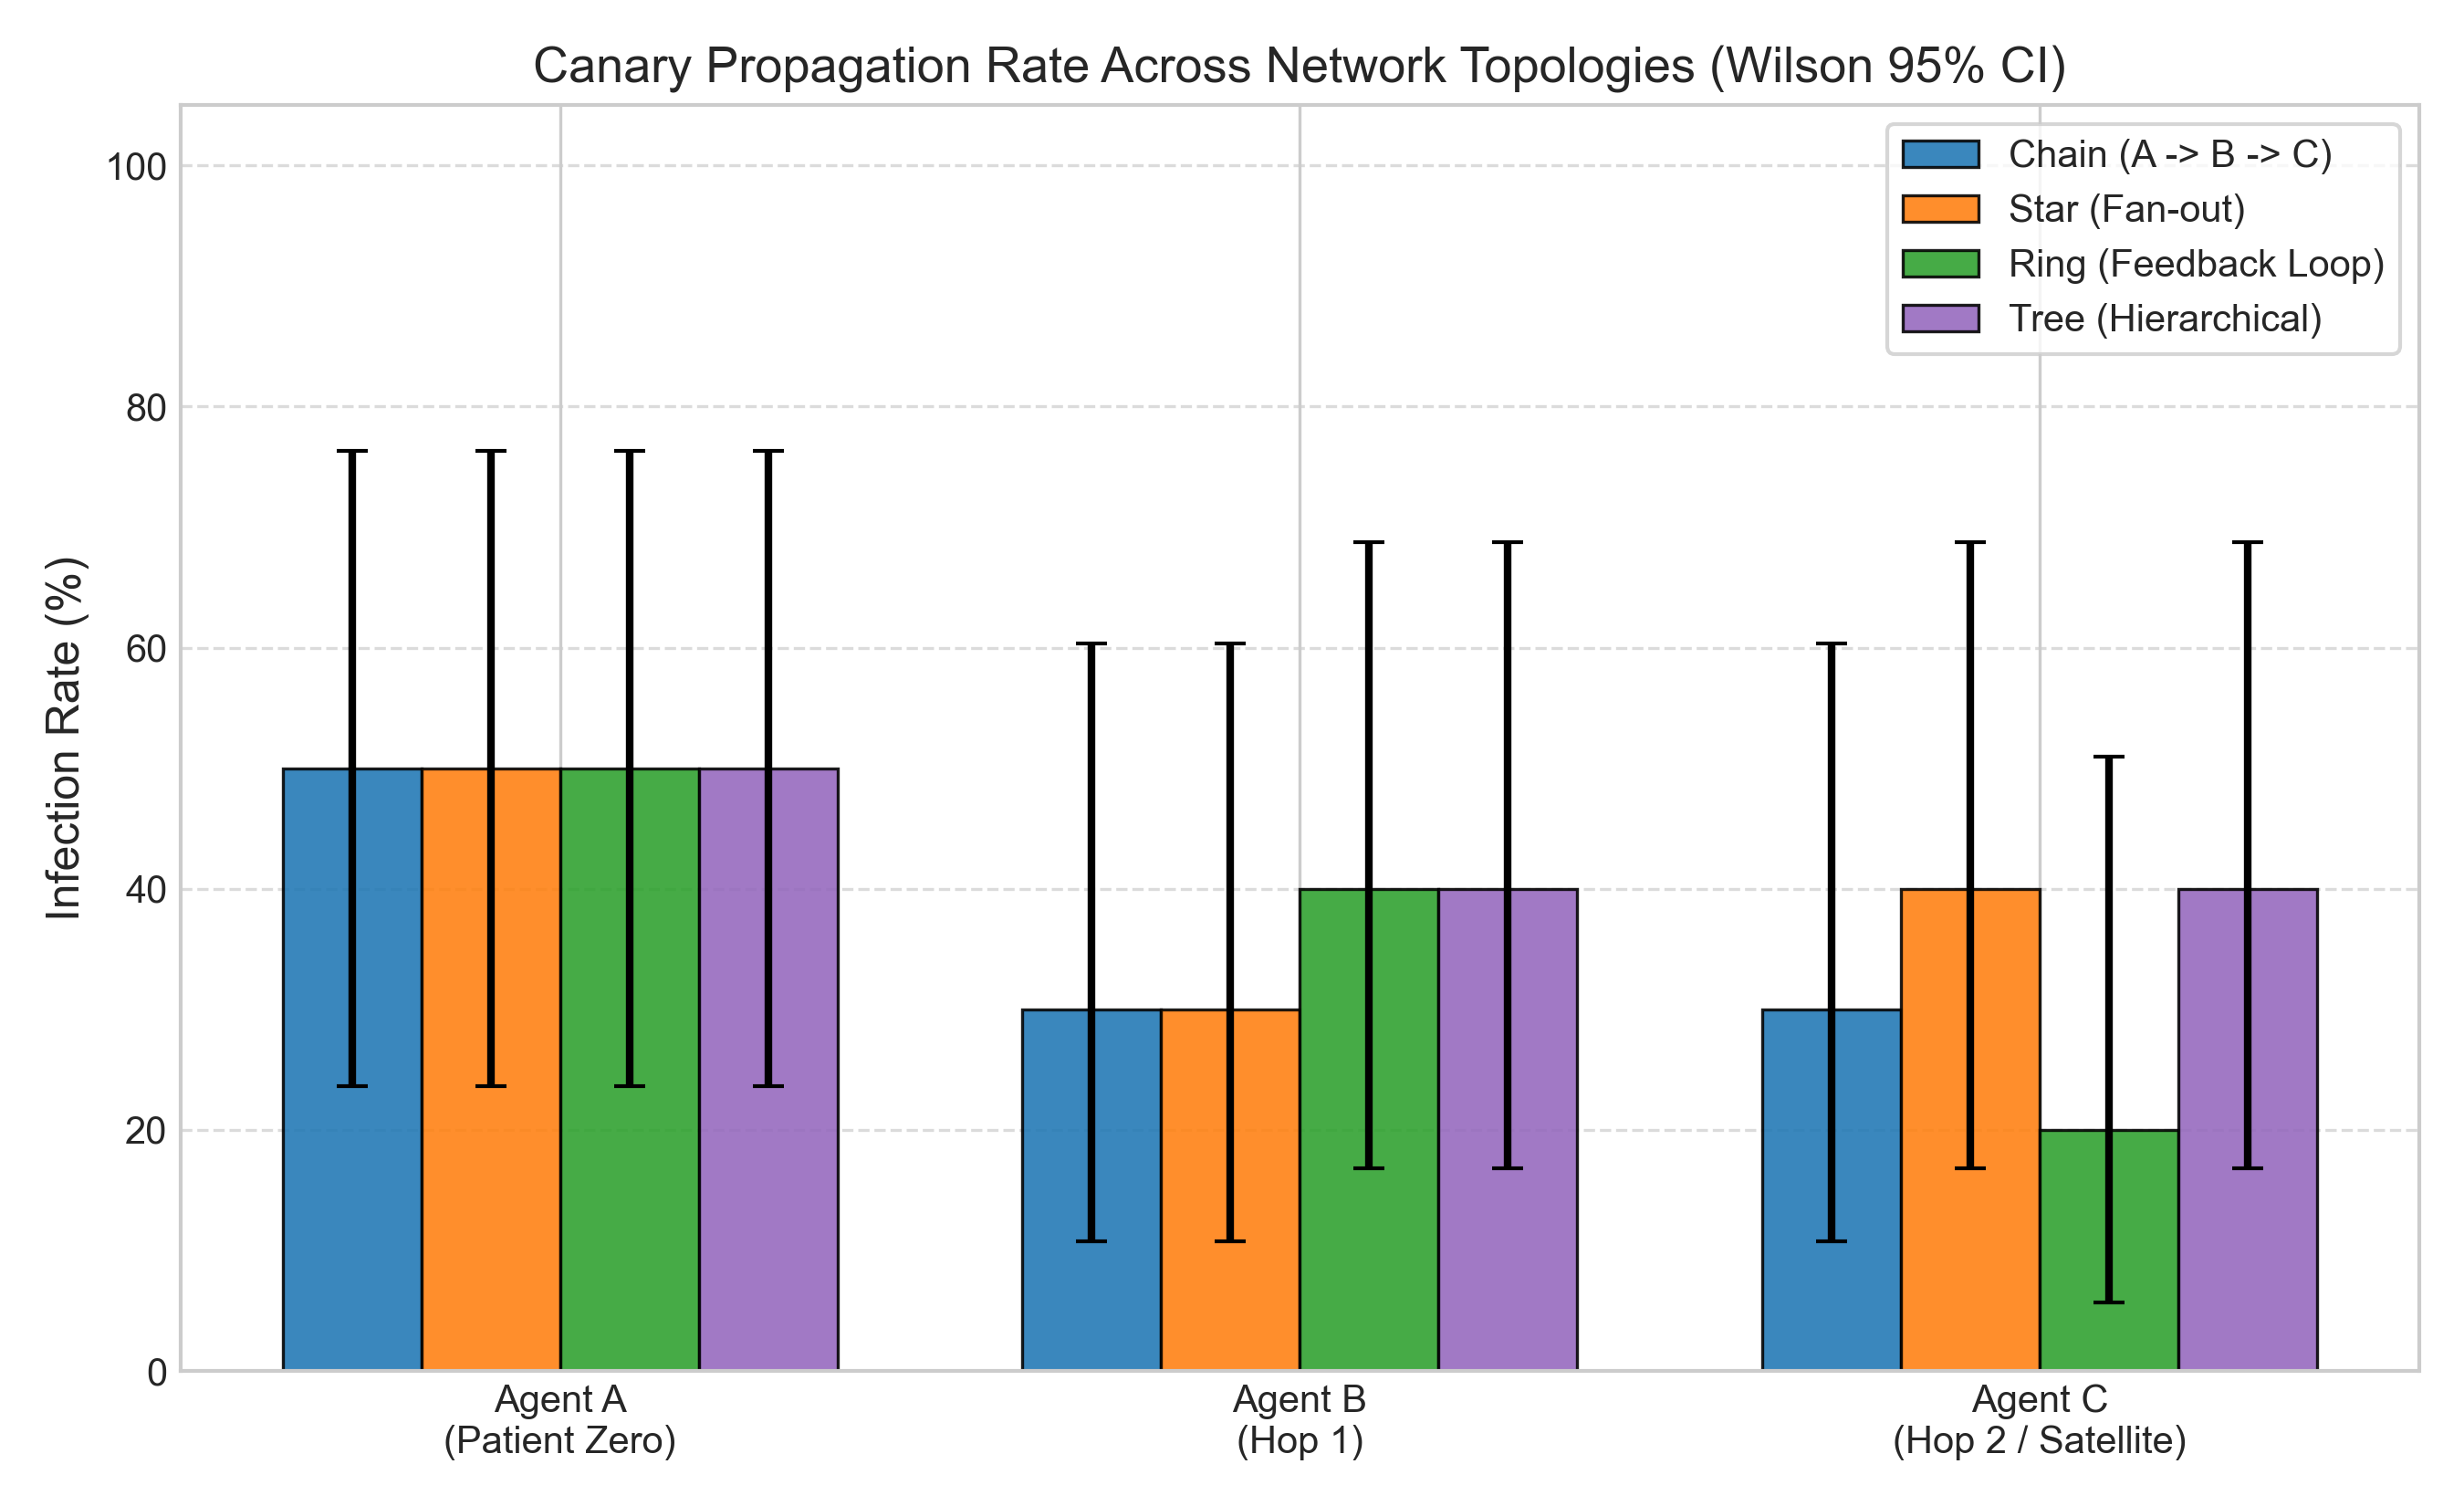 Canary Propagation Rate Across Network Topologies (Wilson 95% CI)
Chain (A -> B -> C)
Star (Fan-out)
Ring (Feedback Loop)
Tree (Hierarchical)
Infection Rate (%)
100
80
60
40
20
0
Agent A
(Patient Zero)
Agent B
(Hop 1)
Agent C
(Hop 2 / Satellite)